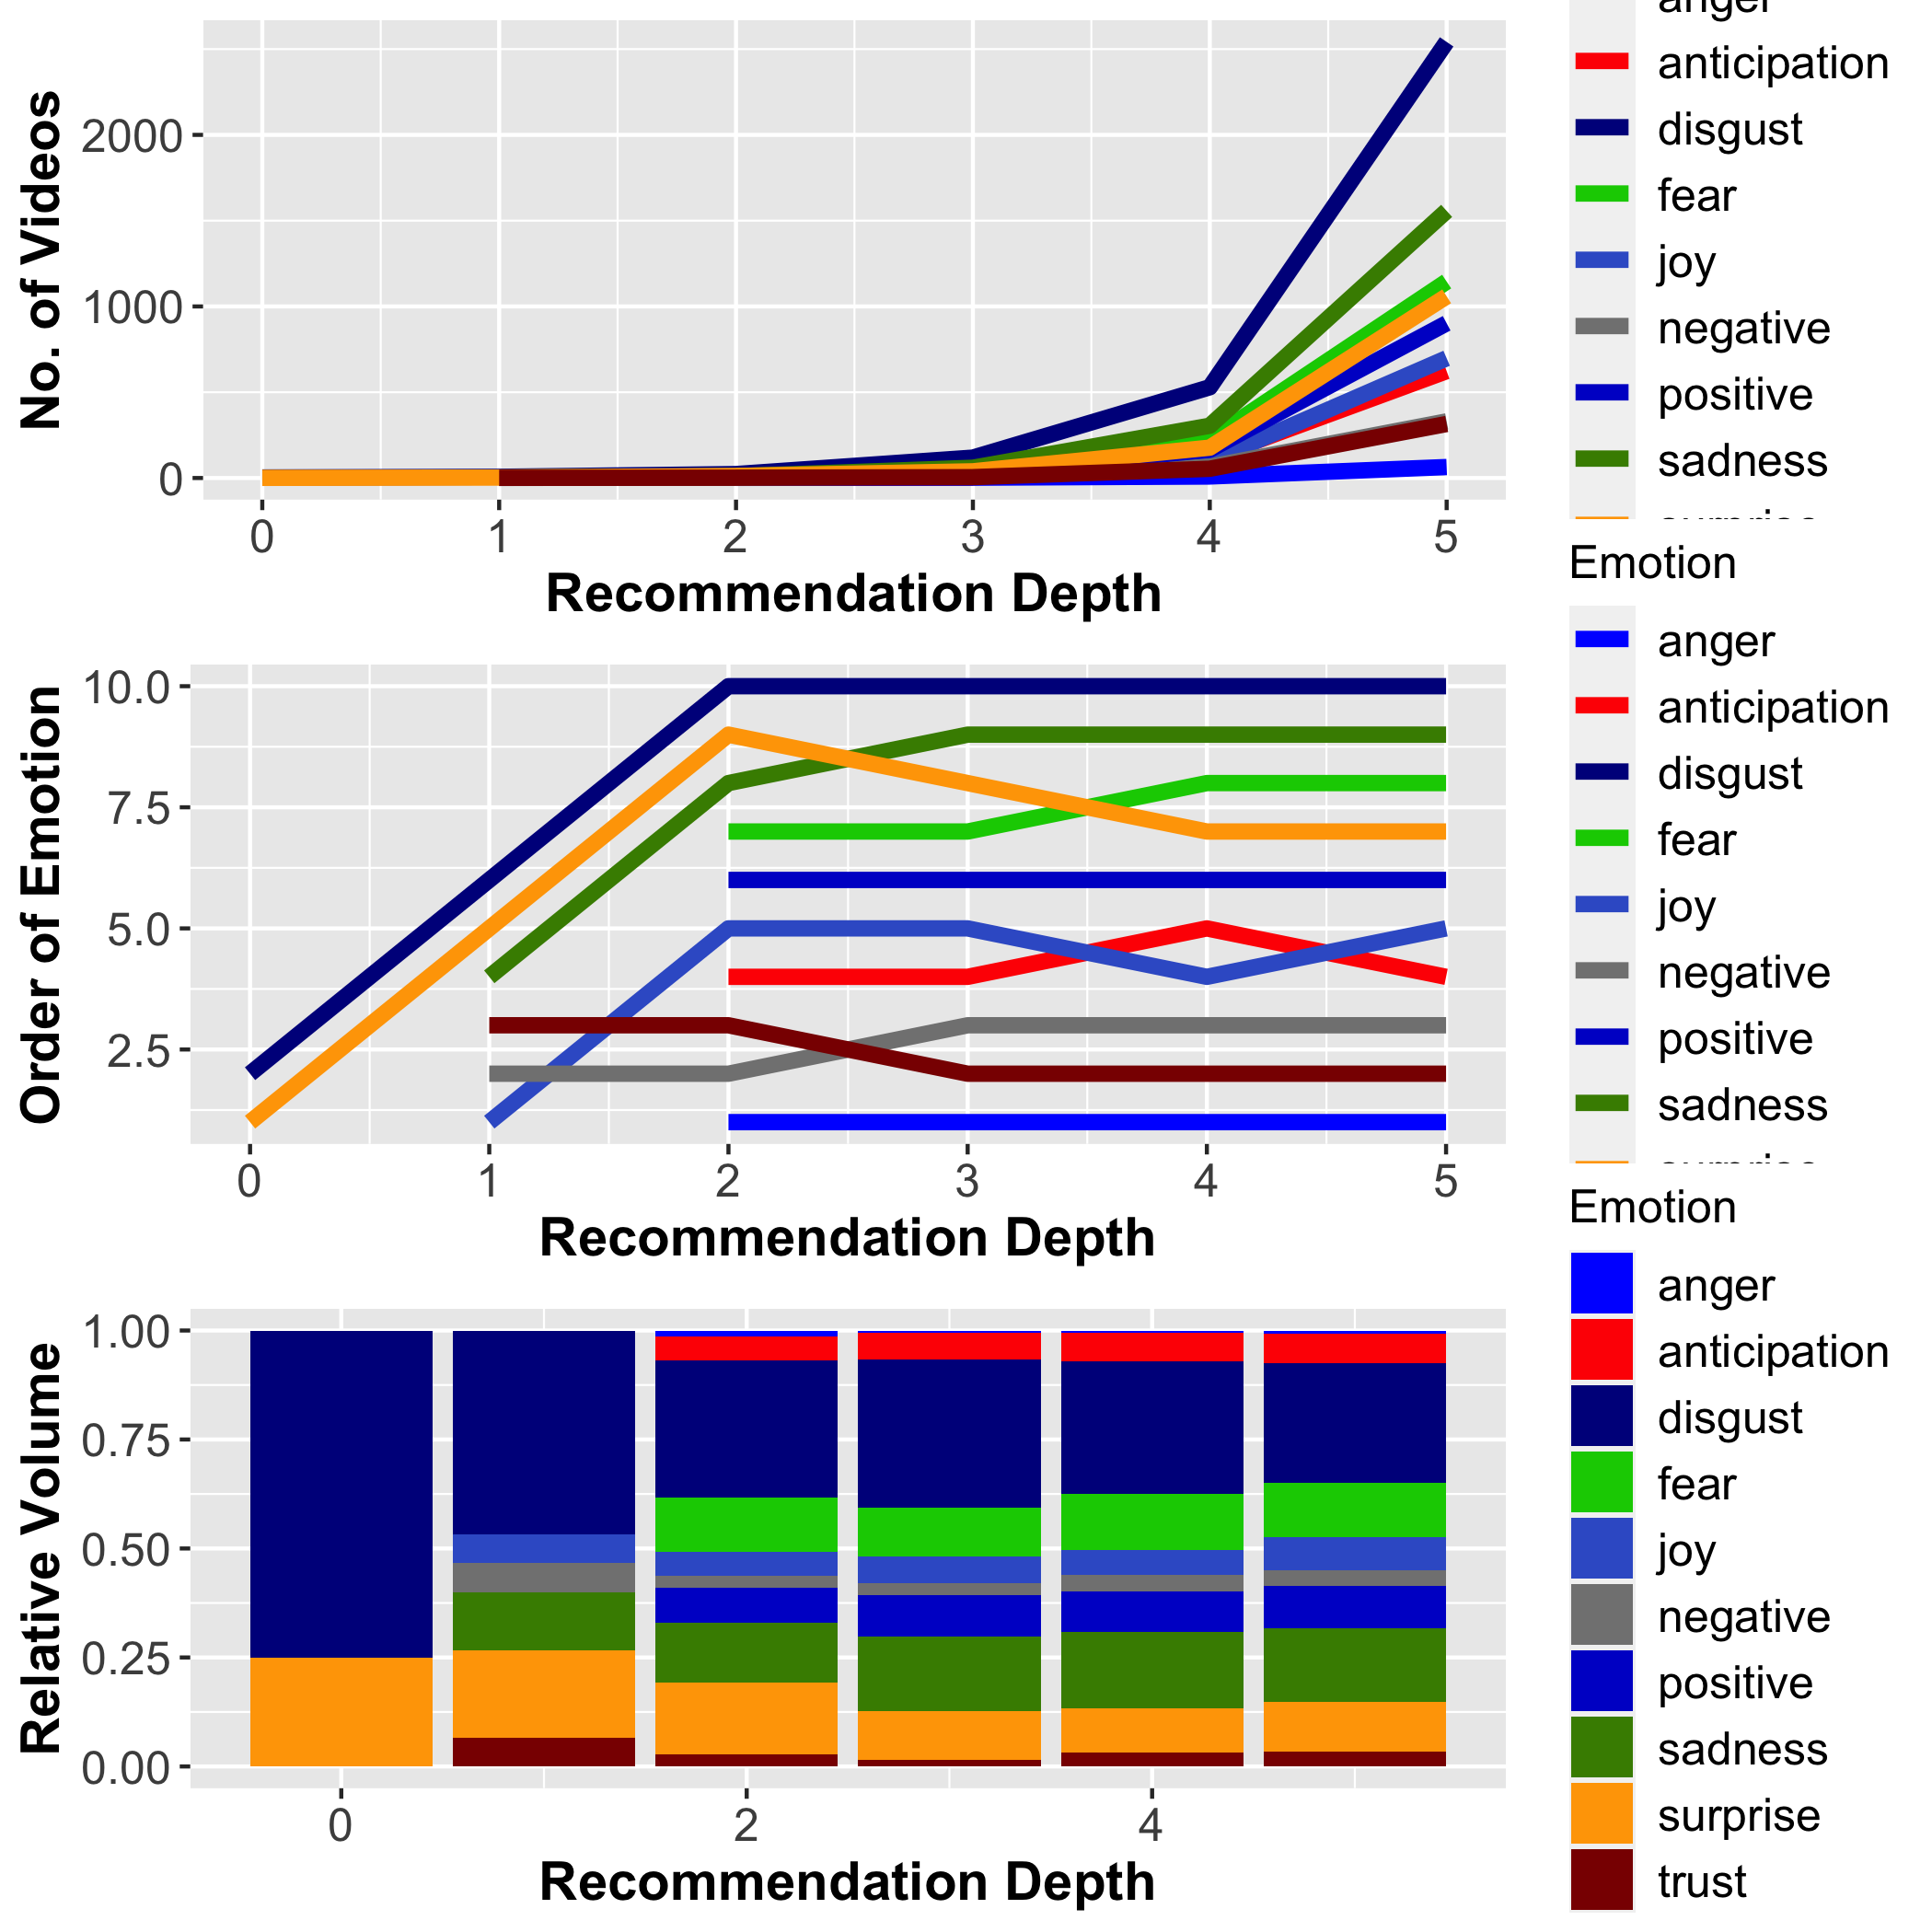 No. of Videos
2000
1000
0
0 1 2 3 4 5
Recommendation Depth
anger
anticipation
disgust
fear
joy
negative
positive
sadness
Order of Emotion
10.0
7.5
5.0
2.5
0 1 2 3 4 5
Recommendation Depth
Emotion
anger
anticipation
disgust
fear
joy
negative
positive
sadness
Relative Volume
1.00
0.75
0.50
0.25
0.00
0 2 4
Recommendation Depth
Emotion
anger
anticipation
disgust
fear
joy
negative
positive
sadness
surprise
trust